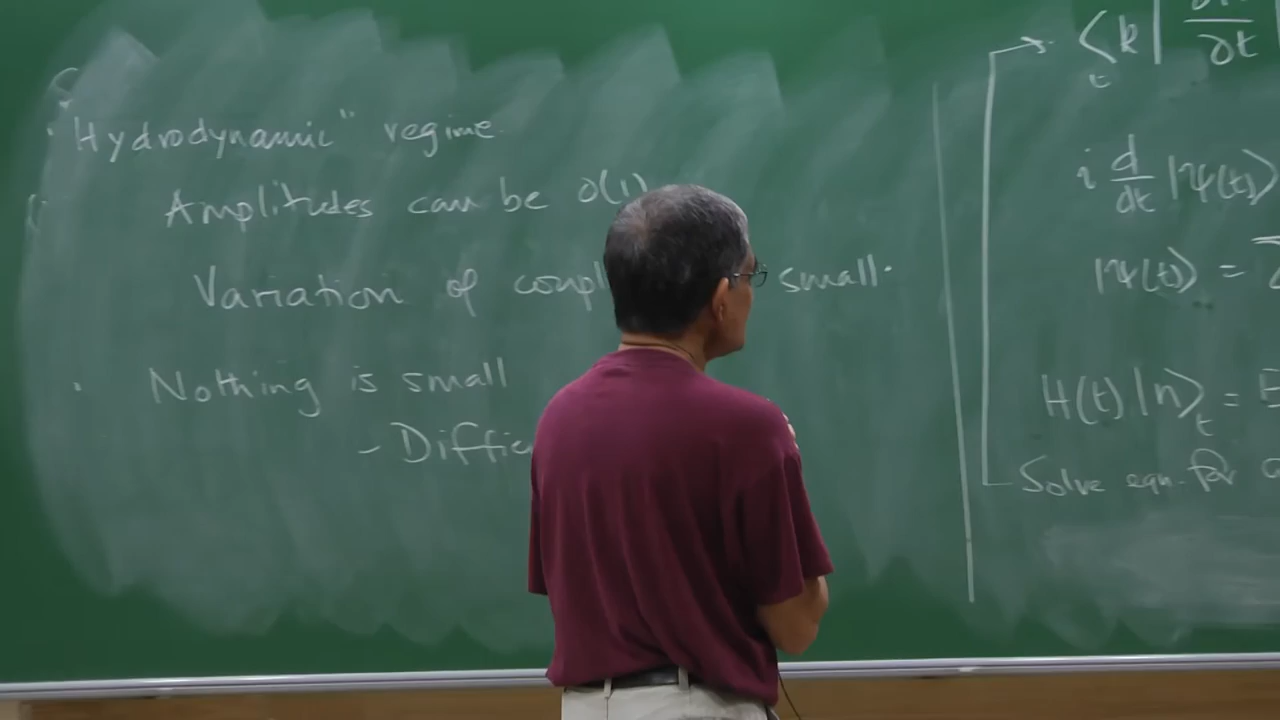 "Hydrodynamic" regime.
Amplitudes can be O(1)
Variation of coupl small.
· Nothing is small
- Diffic
⟨k| ∂t
t
i d/dt |ψ(t)⟩
|ψ(t)⟩ =
H(t)|n⟩t = E
Solve eqn. for